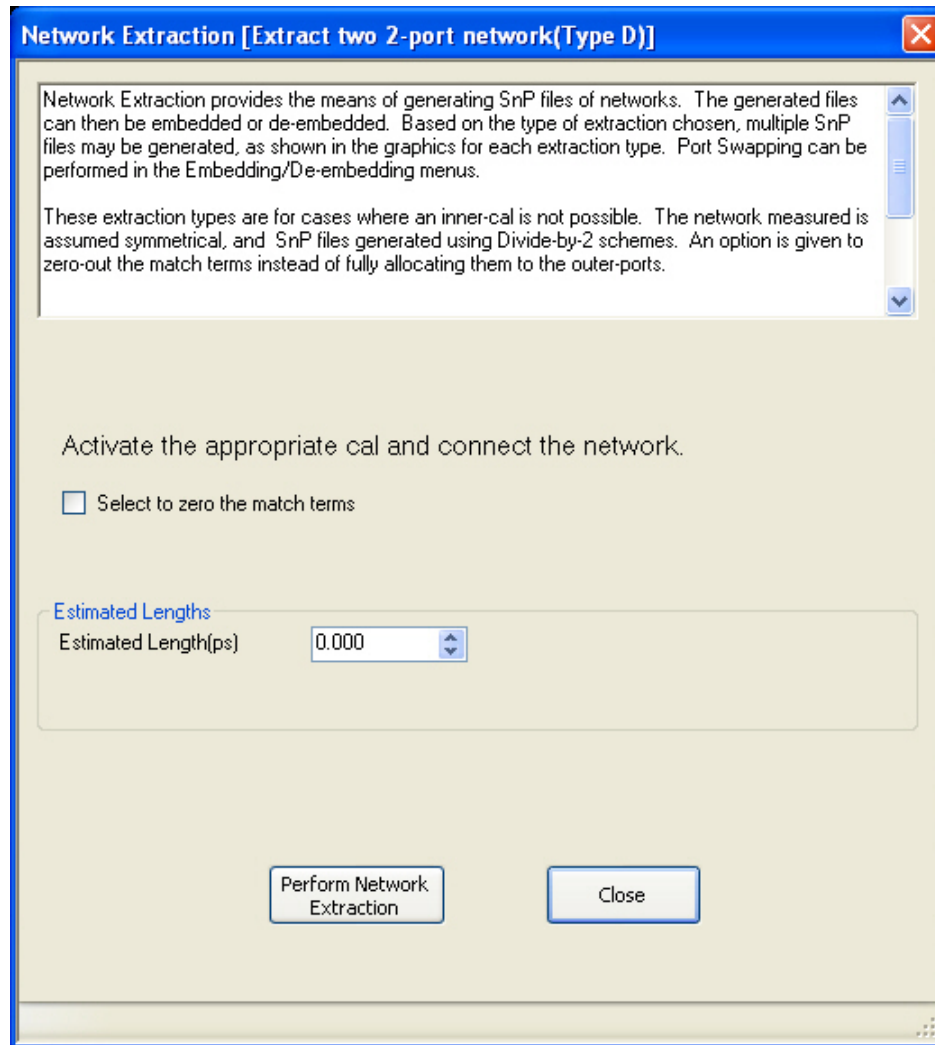 Network Extraction [Extract two 2-port network(Type D)]
Network Extraction provides the means of generating SnP files of networks.  The generated files
can then be embedded or de-embedded.  Based on the type of extraction chosen, multiple SnP
files may be generated, as shown in the graphics for each extraction type.  Port Swapping can be
performed in the Embedding/De-embedding menus.
These extraction types are for cases where an inner-cal is not possible.  The network measured is
assumed symmetrical, and  SnP files generated using Divide-by-2 schemes.  An option is given to
zero-out the match terms instead of fully allocating them to the outer-ports.
Activate the appropriate cal and connect the network.
Select to zero the match terms
Estimated Lengths
Estimated Length(ps) 0.000
Perform Network
Extraction
Close